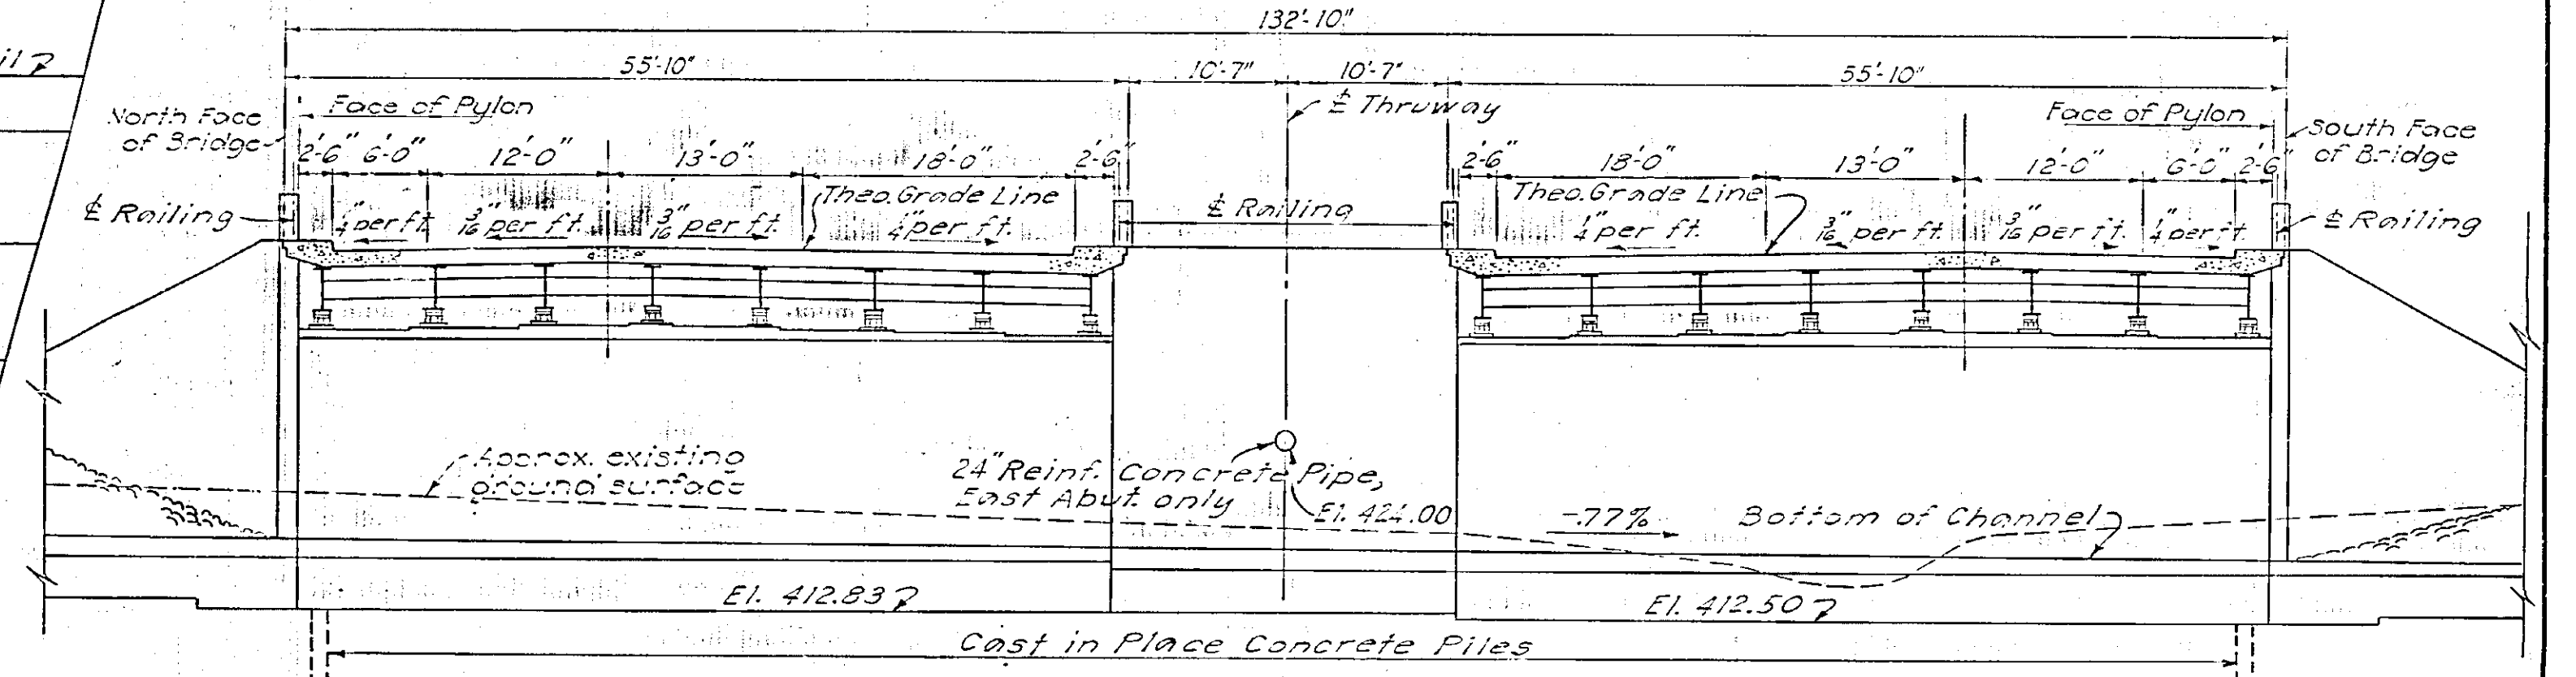 132'-10"
55'-10" 10'-7" 10'-7" 55'-10"
North Face
of Bridge
Face of Pylon
℄ Thruway
Face of Pylon
South Face
of Bridge
2'-6" 6'-0" 12'-0" 13'-0" 18'-0" 2'-6"
2'-6" 18'-0" 13'-0" 12'-0" 6'-0" 2'-6"
Theo. Grade Line
Theo. Grade Line
℄ Railing
1/4" per ft. 3/16" per ft. 3/16" per ft. 1/4" per ft.
℄ Railing
1/4" per ft. 3/16" per ft. 3/16" per ft. 1/4" per ft.
℄ Railing
Approx. existing
ground surface
24" Reinf. Concrete Pipe,
East Abut. only
El. 424.00
-.77%
Bottom of Channel
El. 412.83
El. 412.50
Cast in Place Concrete Piles